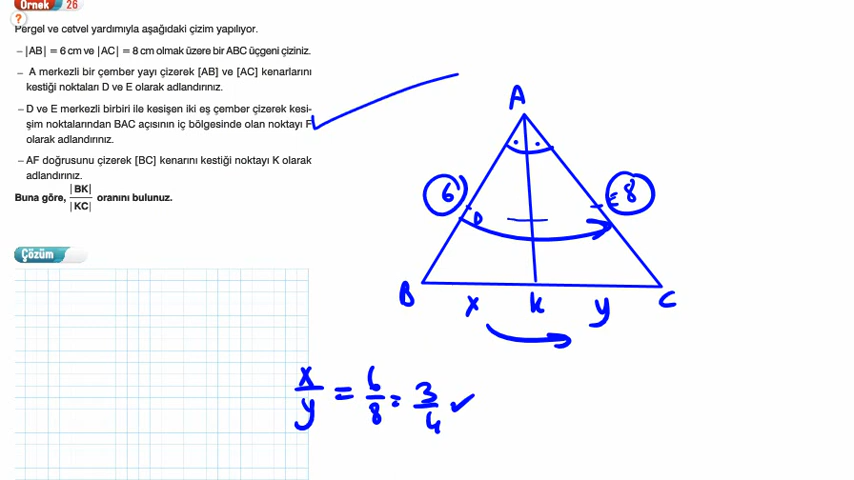 Örnek 26
?
Pergel ve cetvel yardımıyla aşağıdaki çizim yapılıyor.
– |AB| = 6 cm ve |AC| = 8 cm olmak üzere bir ABC üçgeni çiziniz.
– A merkezli bir çember yayı çizerek [AB] ve [AC] kenarlarını
kestiği noktaları D ve E olarak adlandırınız.
– D ve E merkezli birbiri ile kesişen iki eş çember çizerek kesi-
şim noktalarından BAC açısının iç bölgesinde olan noktayı F
olarak adlandırınız.
– AF doğrusunu çizerek [BC] kenarını kestiği noktayı K olarak
adlandırınız.
Buna göre, |BK| / |KC| oranını bulunuz.
Çözüm
A
6 8
D E
B x k y C
x/y = 6/8 = 3/4